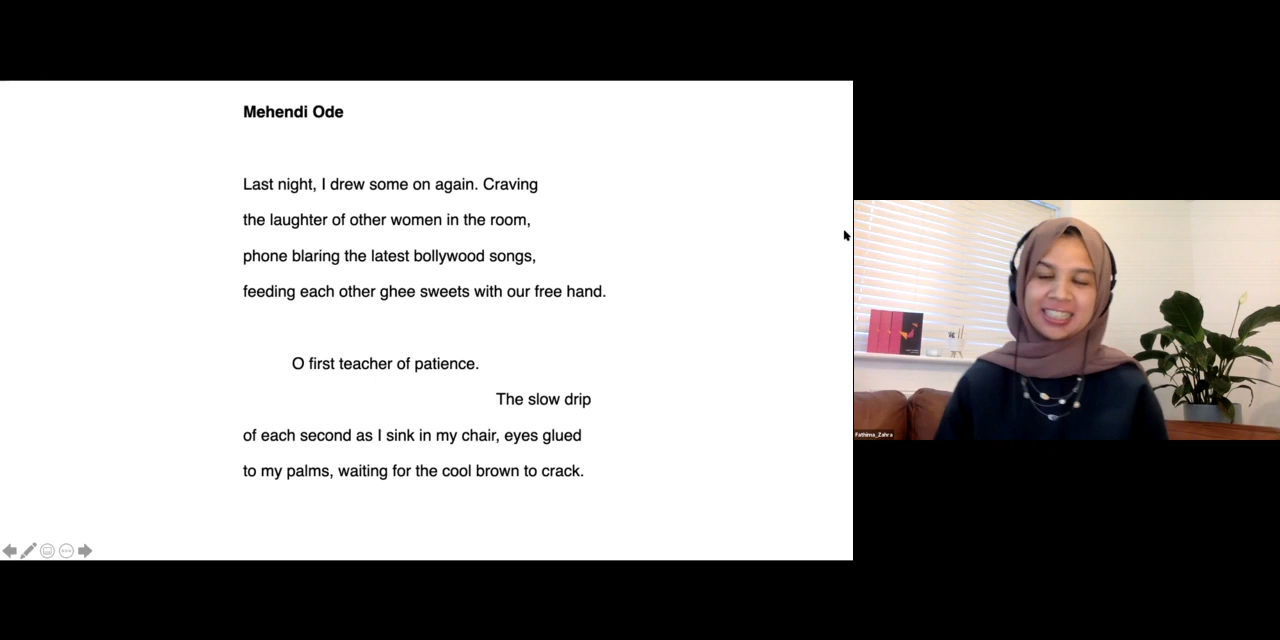 Mehendi Ode
Last night, I drew some on again. Craving
the laughter of other women in the room,
phone blaring the latest bollywood songs,
feeding each other ghee sweets with our free hand.
O first teacher of patience.
The slow drip
of each second as I sink in my chair, eyes glued
to my palms, waiting for the cool brown to crack.
Fathima_Zahra